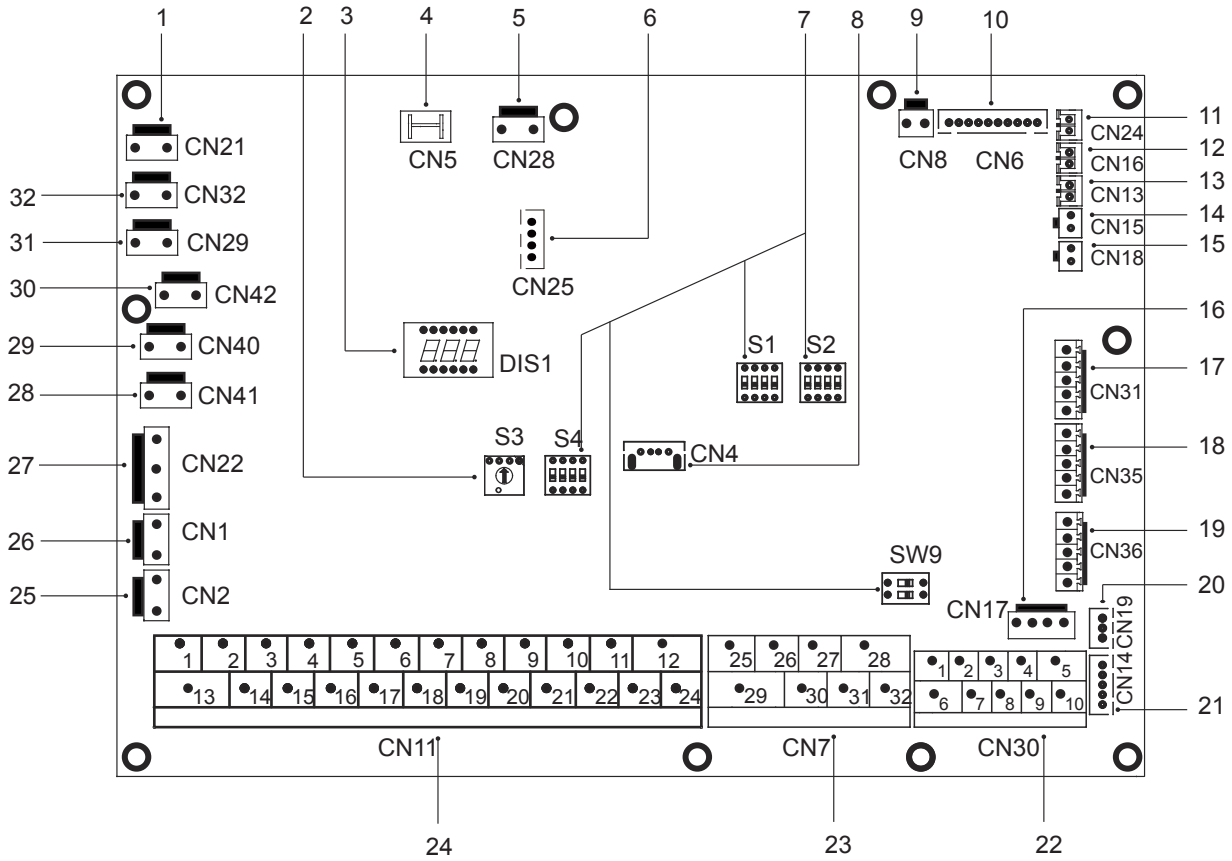 1 2 3 4 5 6 7 8 9 10
11
CN21 CN5 CN28 CN8 CN6 CN24
12
CN16
32 CN32 13
CN13
31 CN29 14
CN15
CN25 15
CN18
30 CN42
16
29 CN40 3 DIS1 S1 S2
17
28 CN41 CN31
27 CN22 2 S3 S4 CN4 8 18
CN35
26 CN1 19
CN36
SW9
25 CN2 20
CN17 CN19
1 2 3 4 5 6 7 8 9 10 11 12 25 26 27 28 1 2 3 4 5
CN14
13 14 15 16 17 18 19 20 21 22 23 24 29 30 31 32 6 7 8 9 10
21
CN11 CN7 CN30
24 23 22